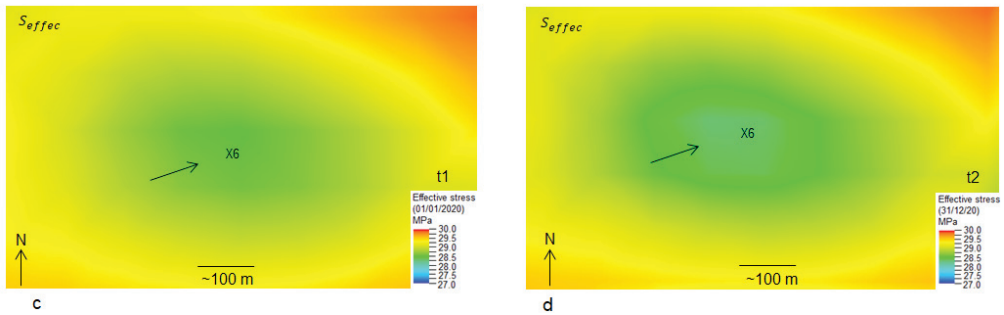 S_effec
X6
t1
Effective stress
(01/01/2020)
MPa
30.0
29.5
29.0
28.5
28.0
27.5
27.0
N
~100 m
c
S_effec
X6
t2
Effective stress
(31/12/20)
MPa
30.0
29.5
29.0
28.5
28.0
27.5
27.0
N
~100 m
d